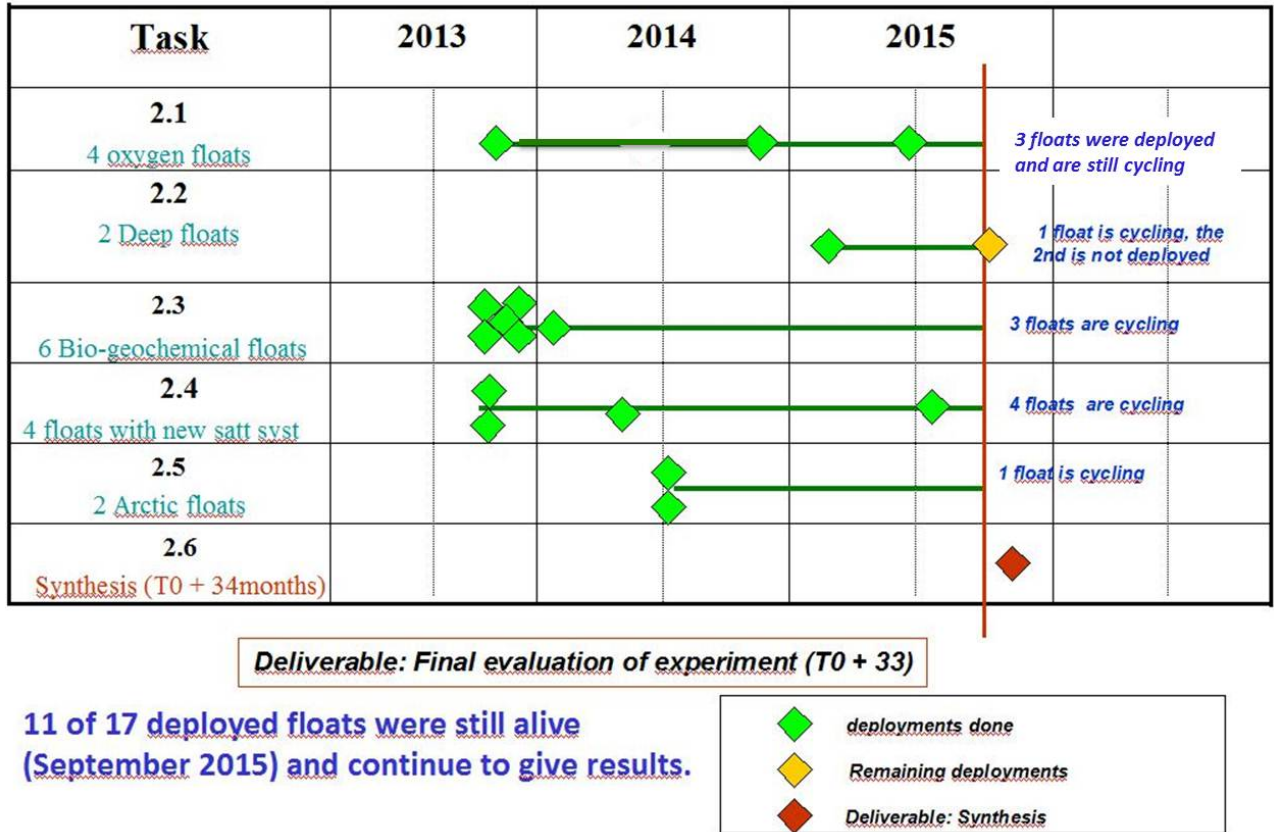 Task 2013 2014 2015
2.1
4 oxygen floats
3 floats were deployed
and are still cycling
2.2
2 Deep floats
1 float is cycling, the
2nd is not deployed
2.3
6 Bio-geochemical floats
3 floats are cycling
2.4
4 floats with new satt syst
4 floats are cycling
2.5
2 Arctic floats
1 float is cycling
2.6
Synthesis (T0 + 34months)
Deliverable: Final evaluation of experiment (T0 + 33)
11 of 17 deployed floats were still alive
(September 2015) and continue to give results.
deployments done
Remaining deployments
Deliverable: Synthesis